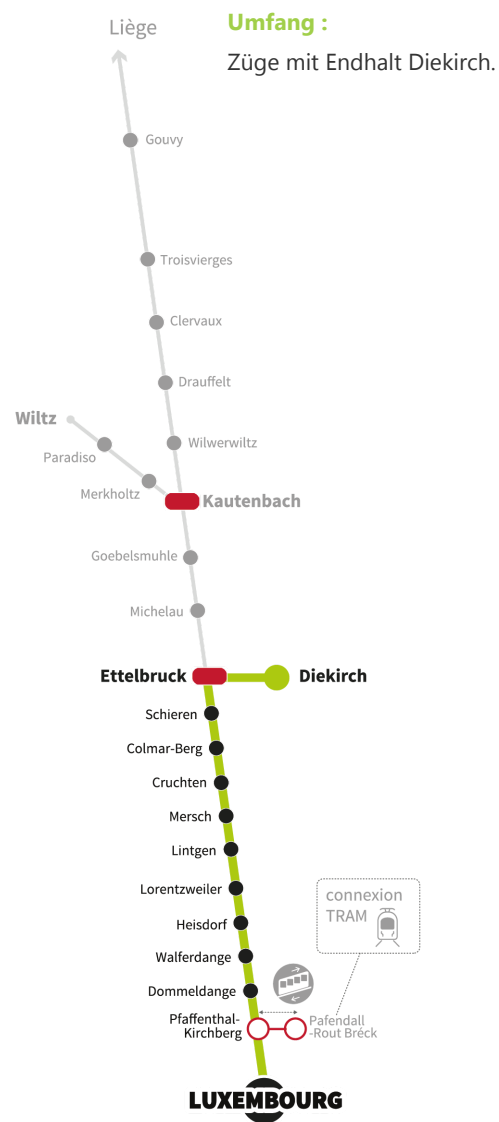 Liège
Umfang :
Züge mit Endhalt Diekirch.
Gouvy
Troisvierges
Clervaux
Drauffelt
Wiltz
Wilwerwiltz
Paradiso
Merkholtz
Kautenbach
Goebelsmuhle
Michelau
Ettelbruck
Diekirch
Schieren
Colmar-Berg
Cruchten
Mersch
Lintgen
Lorentzweiler
connexion
TRAM
Heisdorf
Walferdange
Dommeldange
Pfaffenthal-
Kirchberg
Pafendall
-Rout Bréck
LUXEMBOURG